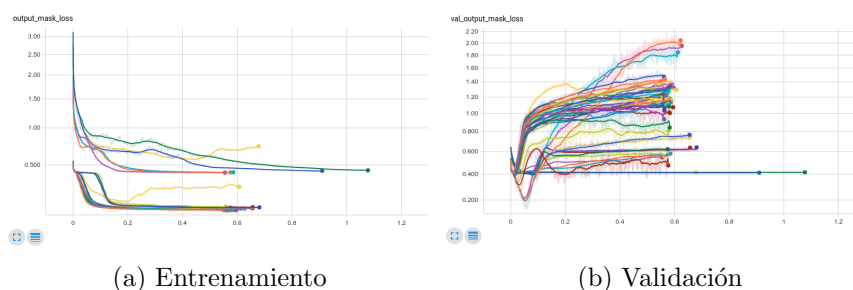 output_mask_loss
3.00
2.50
2.00
1.50
1.00
0.500
0 0.2 0.4 0.6 0.8 1 1.2
val_output_mask_loss
2.20
2.00
1.80
1.60
1.40
1.20
1.00
0.800
0.600
0.400
0.200
0 0.2 0.4 0.6 0.8 1 1.2
(a) Entrenamiento
(b) Validación